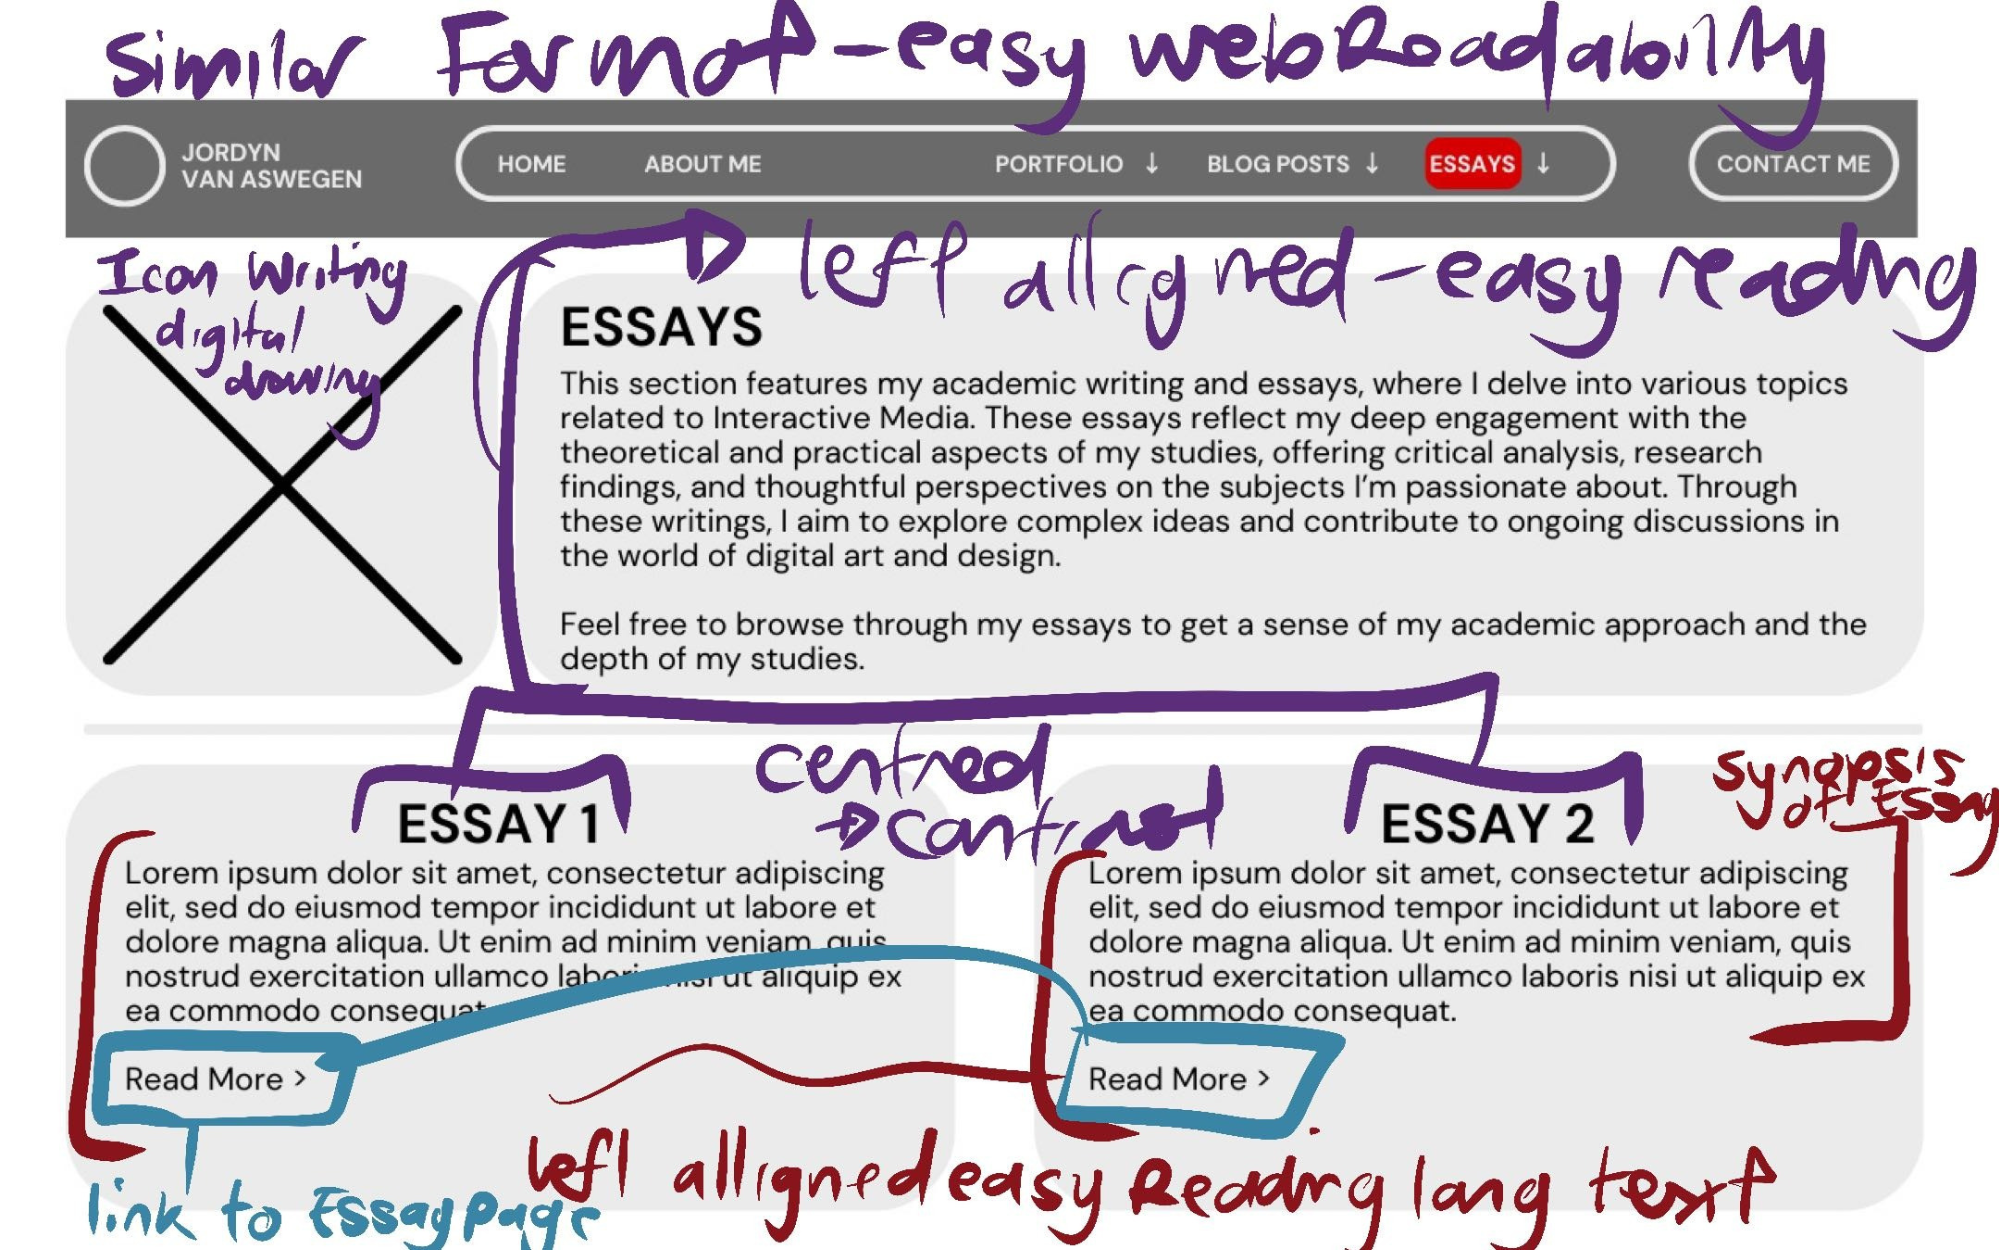 Similar Format - easy web Readability
JORDYN
VAN ASWEGEN
HOME ABOUT ME PORTFOLIO ↓ BLOG POSTS ↓ ESSAYS ↓ CONTACT ME
left alligned - easy reading
Icon Writing
digital
drawing
ESSAYS
This section features my academic writing and essays, where I delve into various topics
related to Interactive Media. These essays reflect my deep engagement with the
theoretical and practical aspects of my studies, offering critical analysis, research
findings, and thoughtful perspectives on the subjects I'm passionate about. Through
these writings, I aim to explore complex ideas and contribute to ongoing discussions in
the world of digital art and design.
Feel free to browse through my essays to get a sense of my academic approach and the
depth of my studies.
centred
→ contrast
synopsis
of Essay
ESSAY 1
Lorem ipsum dolor sit amet, consectetur adipiscing
elit, sed do eiusmod tempor incididunt ut labore et
dolore magna aliqua. Ut enim ad minim veniam, quis
nostrud exercitation ullamco laboris nisi ut aliquip ex
ea commodo consequat.
Read More >
ESSAY 2
Lorem ipsum dolor sit amet, consectetur adipiscing
elit, sed do eiusmod tempor incididunt ut labore et
dolore magna aliqua. Ut enim ad minim veniam, quis
nostrud exercitation ullamco laboris nisi ut aliquip ex
ea commodo consequat.
Read More >
left alligned easy Reading long text
link to Essay page